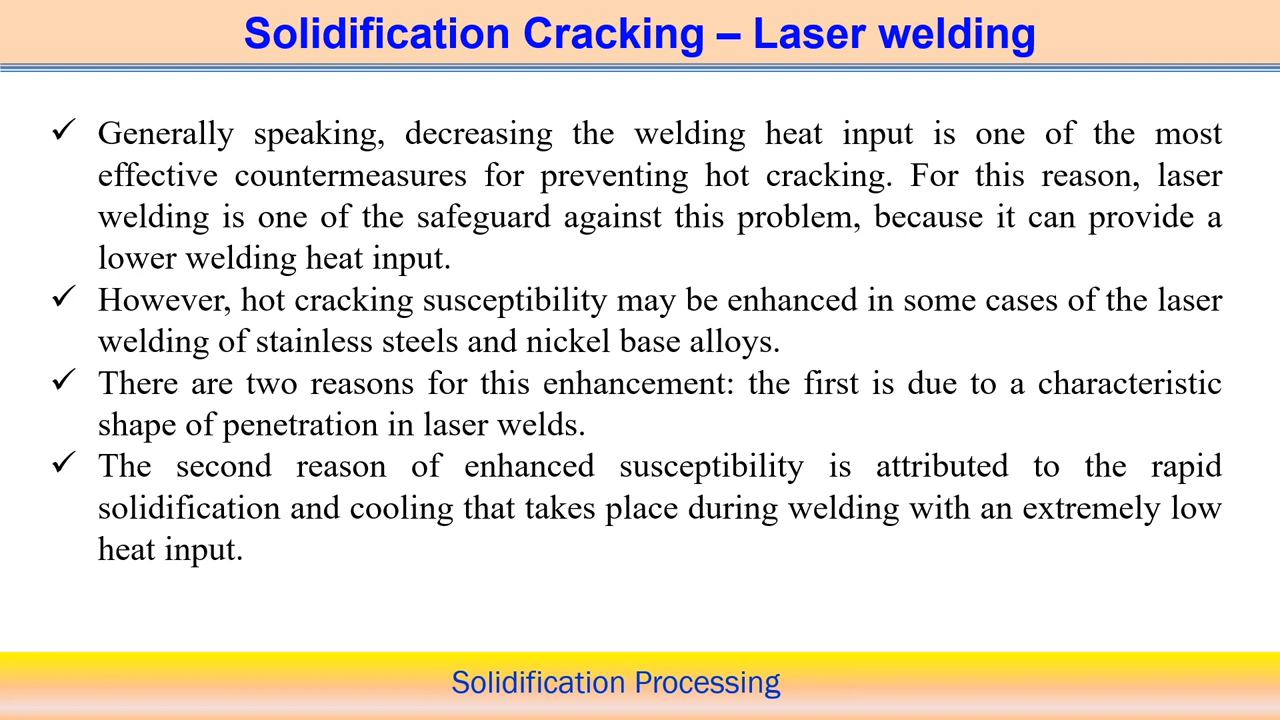 Solidification Cracking – Laser welding
✓ Generally speaking, decreasing the welding heat input is one of the most
effective countermeasures for preventing hot cracking. For this reason, laser
welding is one of the safeguard against this problem, because it can provide a
lower welding heat input.
✓ However, hot cracking susceptibility may be enhanced in some cases of the laser
welding of stainless steels and nickel base alloys.
✓ There are two reasons for this enhancement: the first is due to a characteristic
shape of penetration in laser welds.
✓ The second reason of enhanced susceptibility is attributed to the rapid
solidification and cooling that takes place during welding with an extremely low
heat input.
Solidification Processing